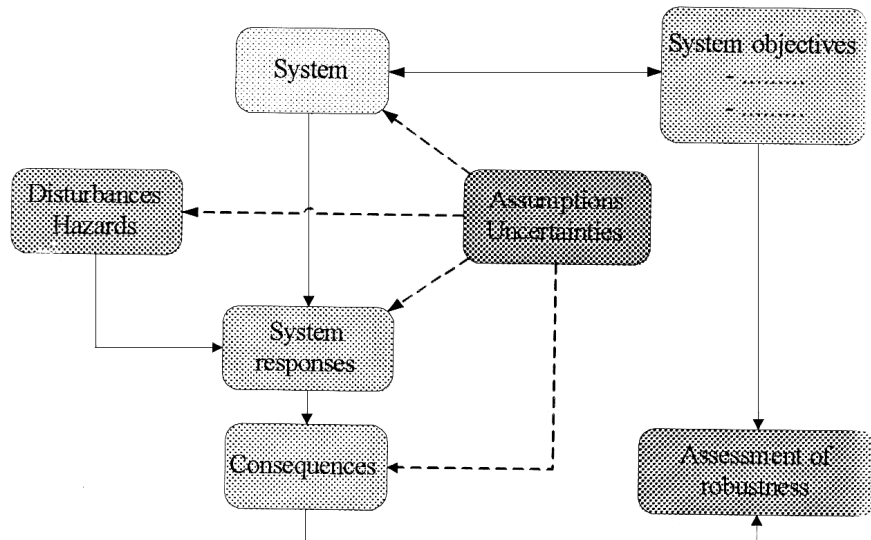 System
System objectives
- ..........
- ..........
Disturbances
Hazards
Assumptions
Uncertainties
System
responses
Consequences
Assessment of
robustness